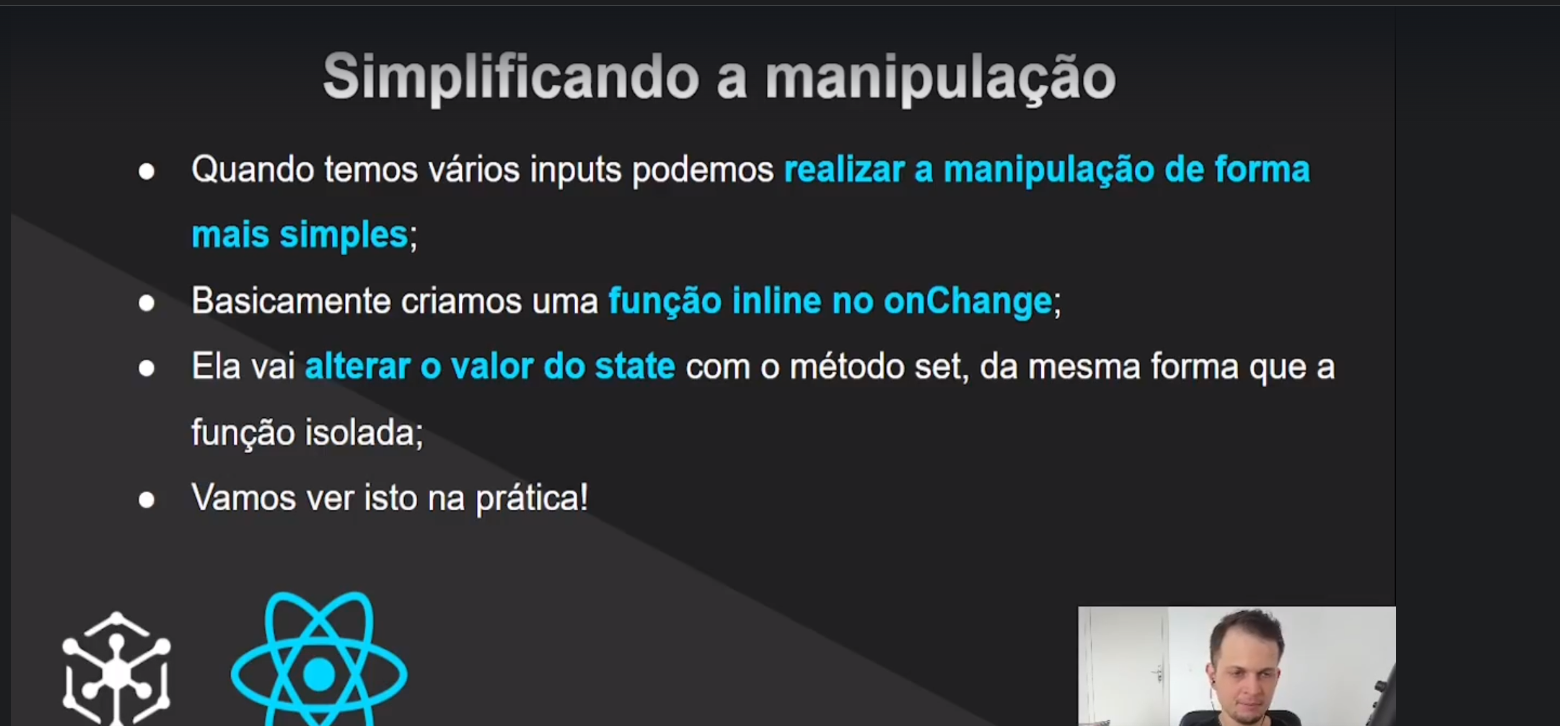 Simplificando a manipulação
● Quando temos vários inputs podemos realizar a manipulação de forma
mais simples;
● Basicamente criamos uma função inline no onChange;
● Ela vai alterar o valor do state com o método set, da mesma forma que a
função isolada;
● Vamos ver isto na prática!